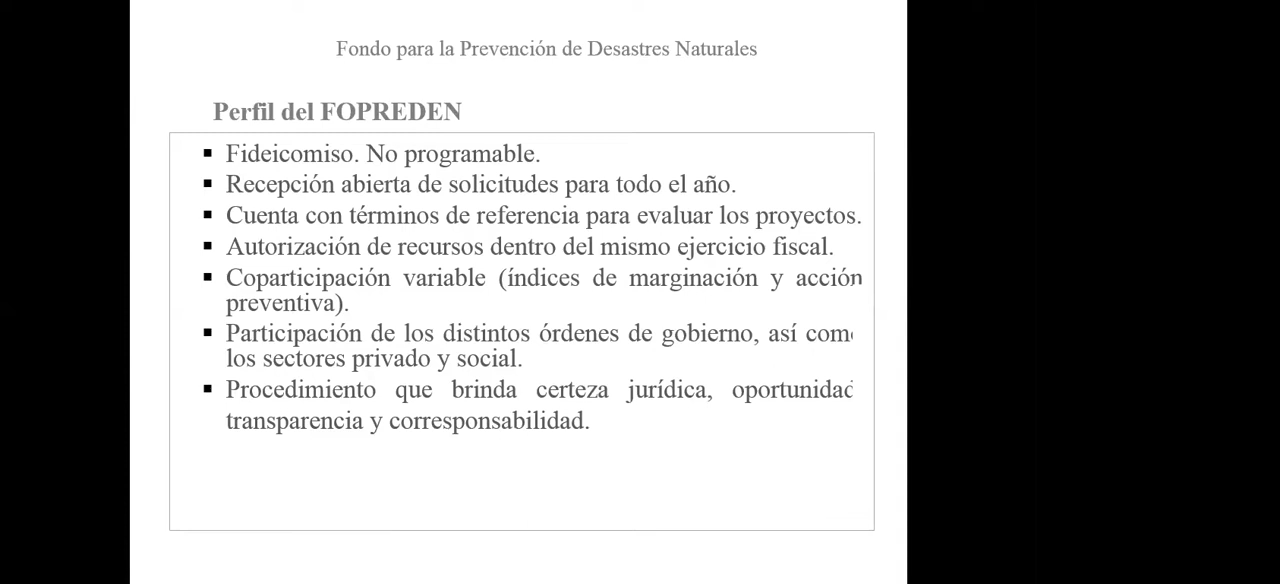 Fondo para la Prevención de Desastres Naturales
Perfil del FOPREDEN
▪ Fideicomiso. No programable.
▪ Recepción abierta de solicitudes para todo el año.
▪ Cuenta con términos de referencia para evaluar los proyectos.
▪ Autorización de recursos dentro del mismo ejercicio fiscal.
▪ Coparticipación variable (índices de marginación y acción
preventiva).
▪ Participación de los distintos órdenes de gobierno, así como
los sectores privado y social.
▪ Procedimiento que brinda certeza jurídica, oportunidad
transparencia y corresponsabilidad.